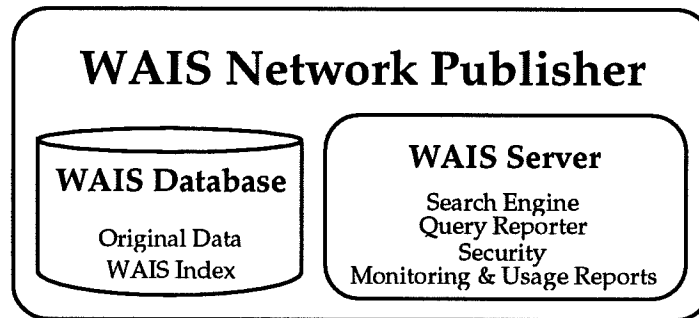 WAIS Network Publisher
WAIS Database
Original Data
WAIS Index
WAIS Server
Search Engine
Query Reporter
Security
Monitoring & Usage Reports